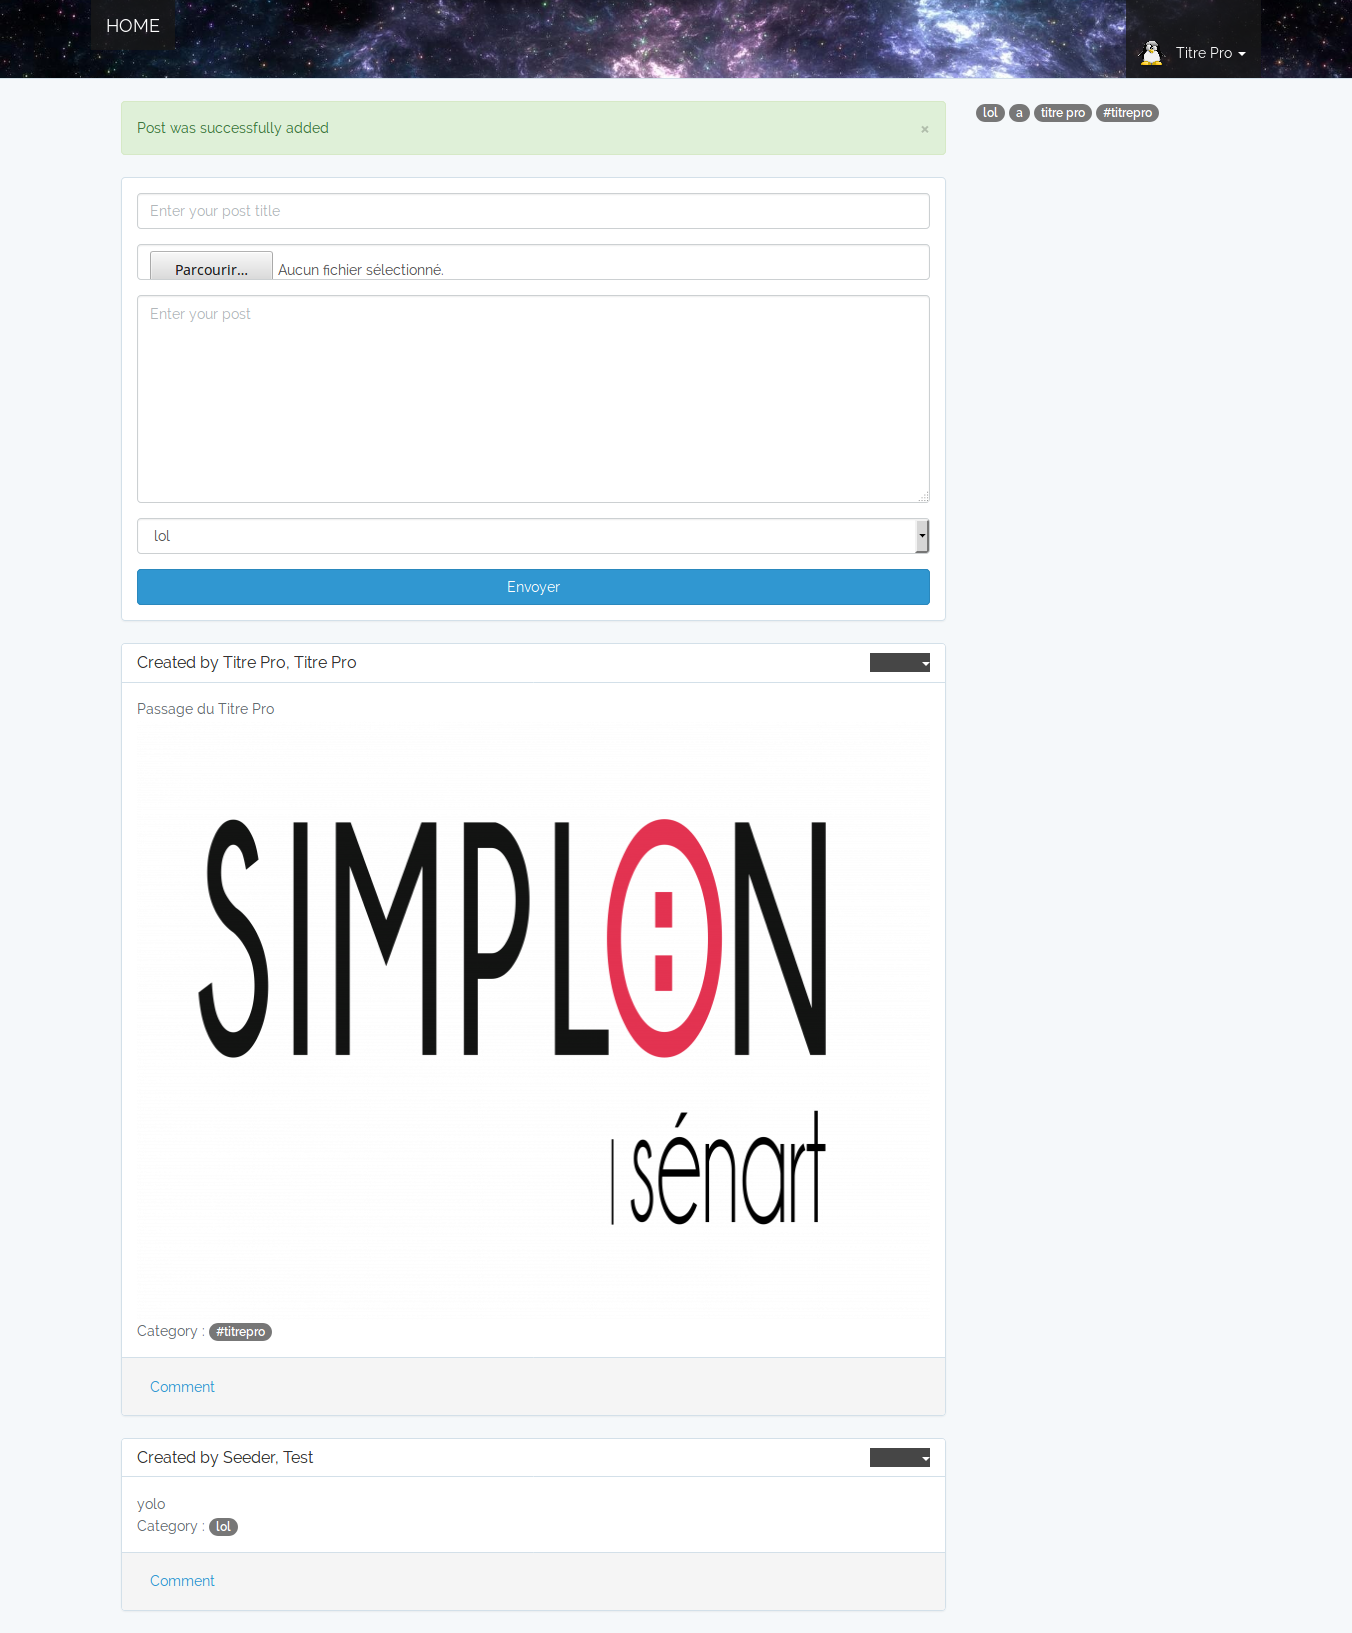 HOME
Titre Pro
Post was successfully added
×
lol a titre pro #titrepro
Enter your post title
Parcourir... Aucun fichier sélectionné.
Enter your post
lol
Envoyer
Created by Titre Pro, Titre Pro
Passage du Titre Pro
SIMPLON
sénart
Category : #titrepro
Comment
Created by Seeder, Test
yolo
Category : lol
Comment